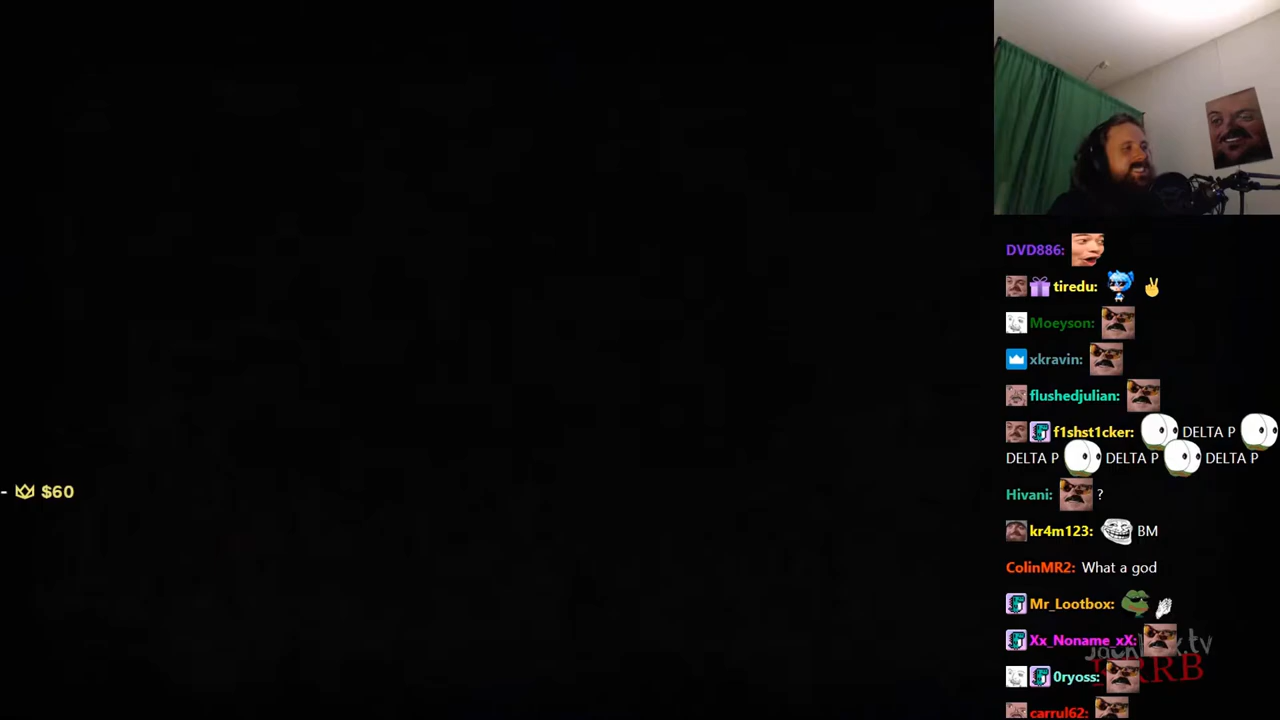 DVD886:
tiredu:
Moeyson:
xkravin:
flushedjulian:
f1shst1cker: DELTA P
DELTA P DELTA P DELTA P
- $60
Hivani: ?
kr4m123: BM
ColinMR2: What a god
Mr_Lootbox:
Xx_Noname_xX:
0ryoss:
carrul62: